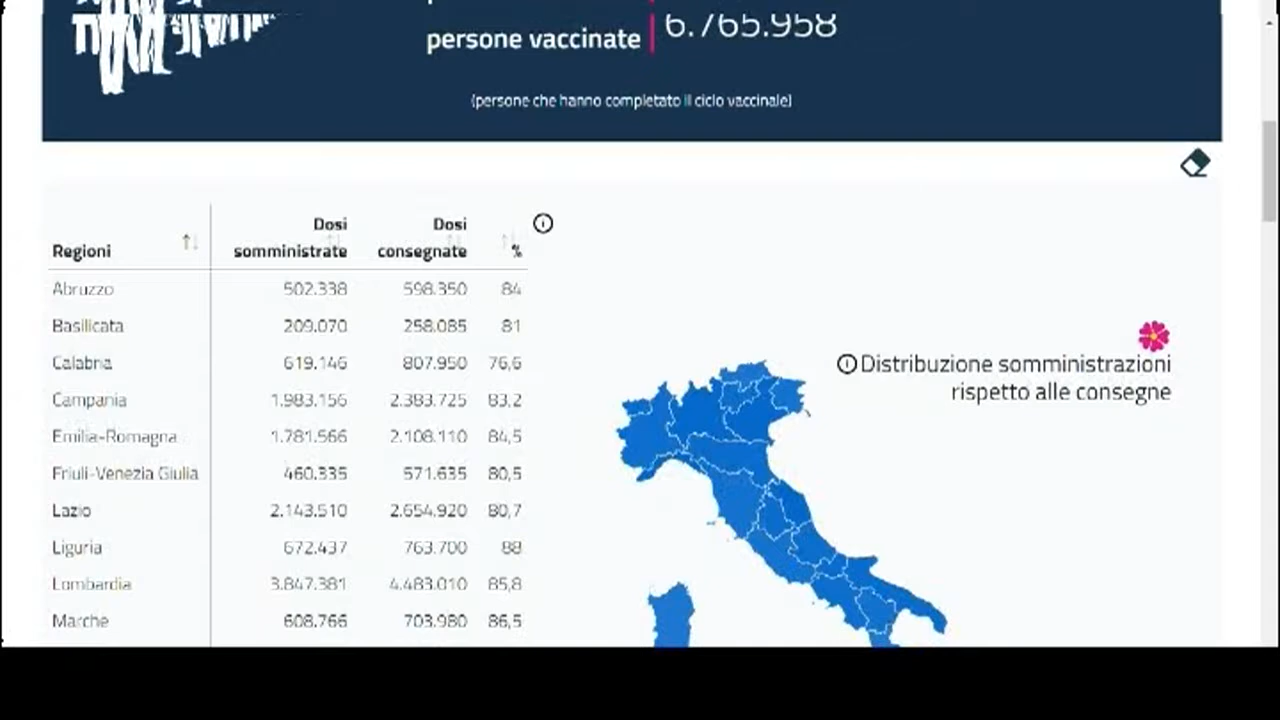 persone vaccinate 6.765.958
(persone che hanno completato il ciclo vaccinale)
Regioni Dosi somministrate Dosi consegnate %
Abruzzo 502.338 598.350 84
Basilicata 209.070 258.085 81
Calabria 619.146 807.950 76,6
Campania 1.983.156 2.383.725 83,2
Emilia-Romagna 1.781.566 2.108.110 84,5
Friuli-Venezia Giulia 460.335 571.635 80,5
Lazio 2.143.510 2.654.920 80,7
Liguria 672.437 763.700 88
Lombardia 3.847.381 4.483.010 85,8
Marche 608.766 703.980 86,5
Distribuzione somministrazioni
rispetto alle consegne